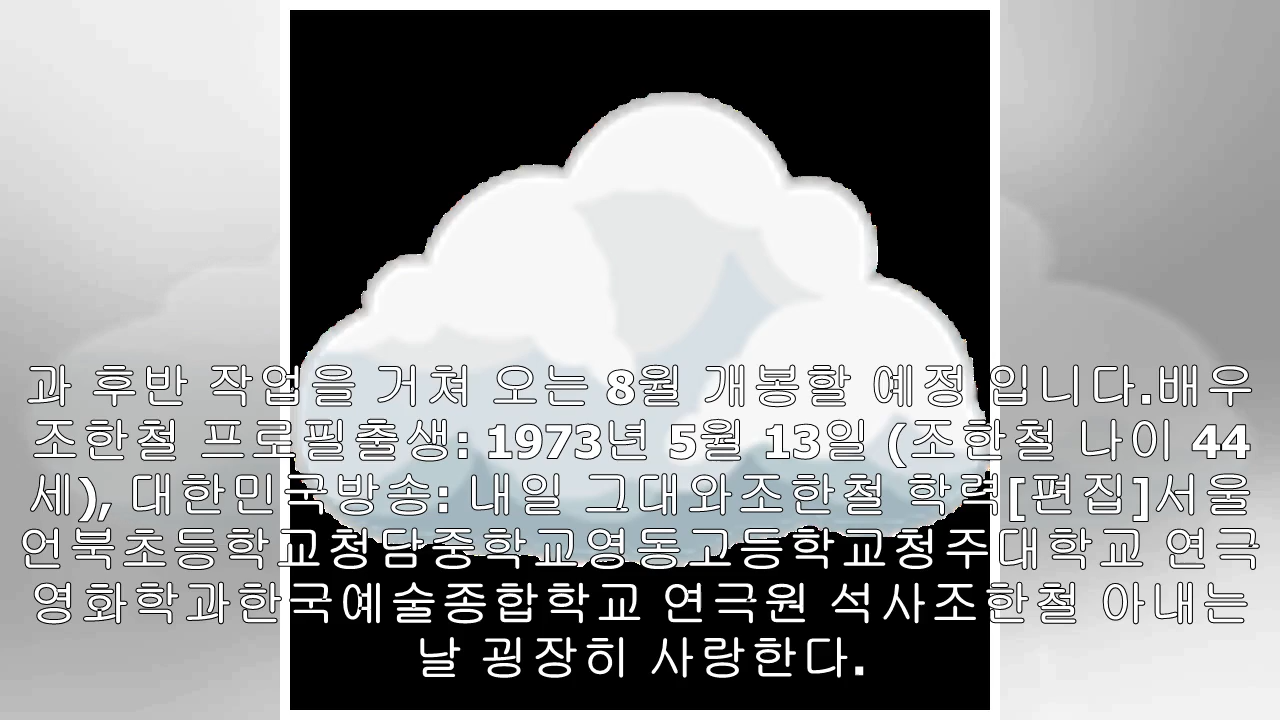 과 후반 작업을 거쳐 오는 8월 개봉할 예정 입니다.배우
조한철 프로필출생: 1973년 5월 13일 (조한철 나이 44
세), 대한민국방송: 내일 그대와조한철 학력[편집]서울
언북초등학교청담중학교영동고등학교청주대학교 연극
영화학과한국예술종합학교 연극원 석사조한철 아내는
날 굉장히 사랑한다.